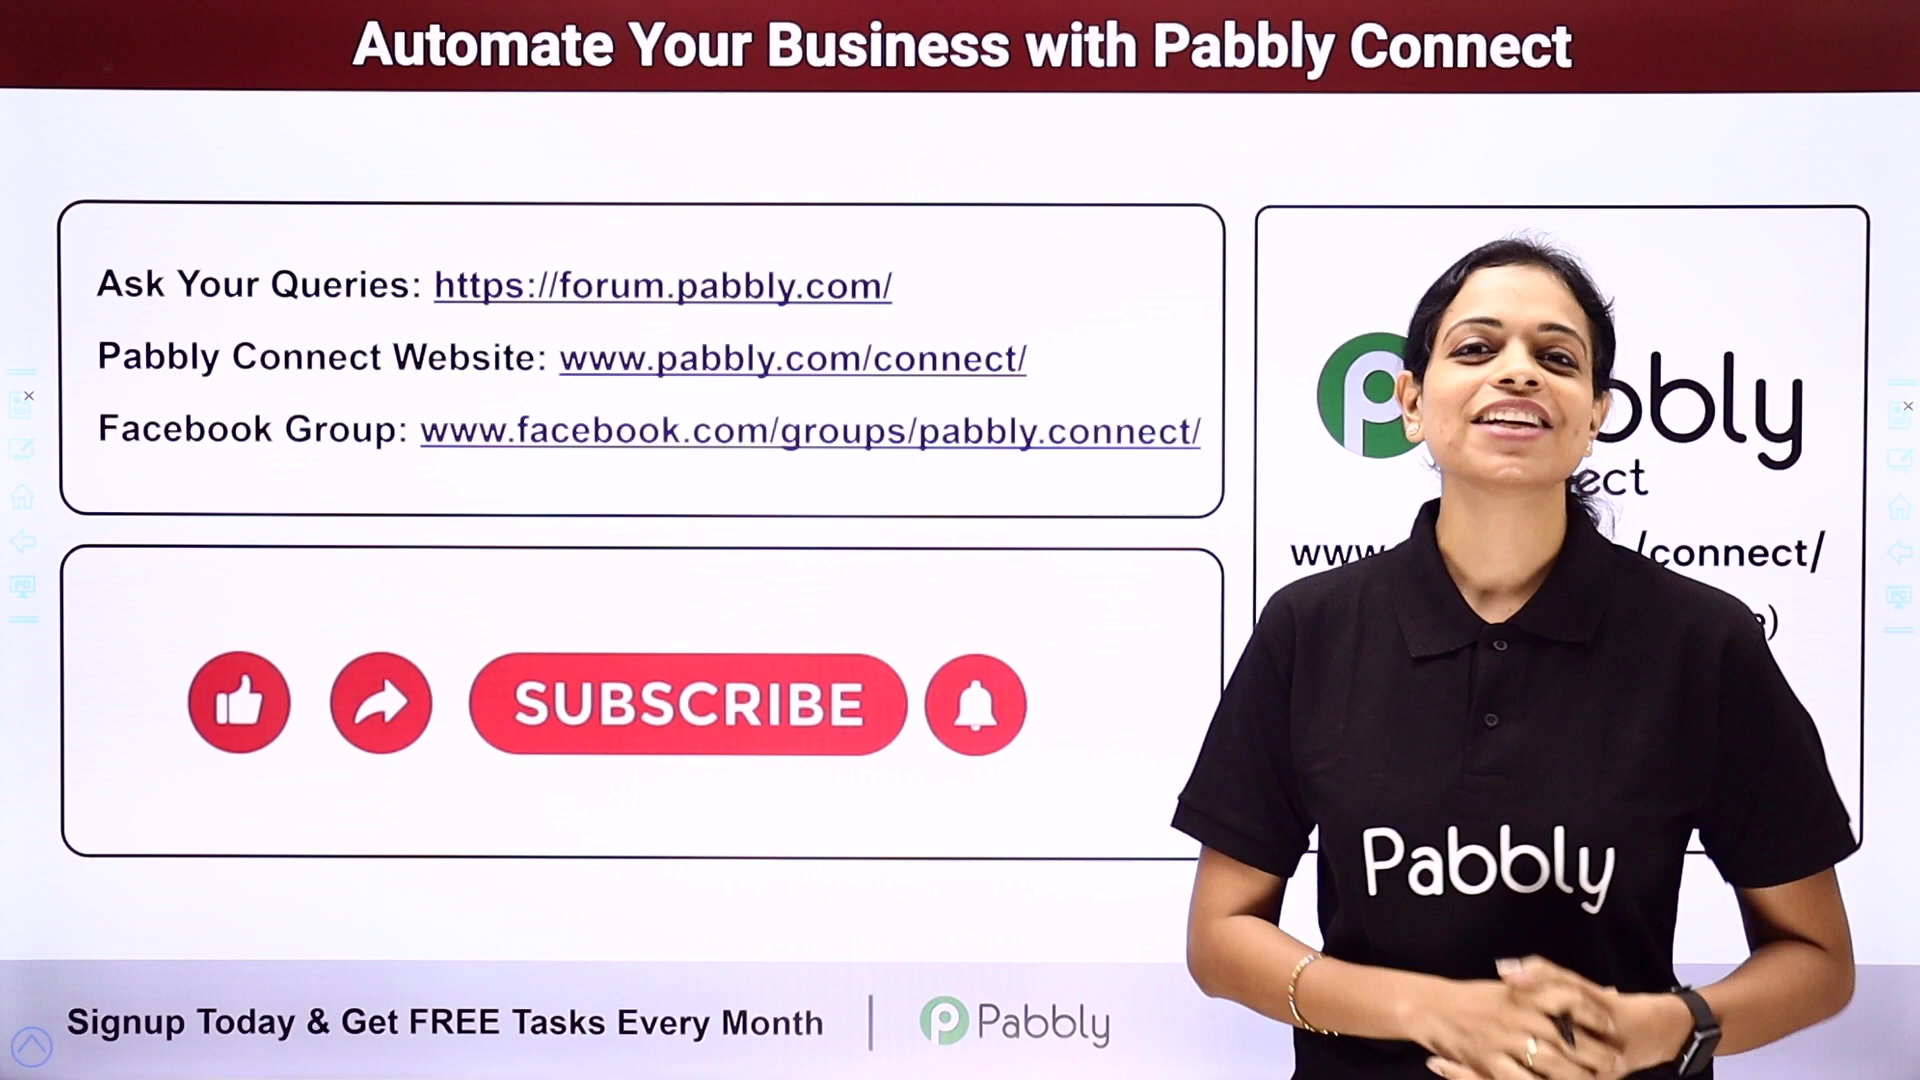 Automate Your Business with Pabbly Connect
Ask Your Queries: https://forum.pabbly.com/
Pabbly Connect Website: www.pabbly.com/connect/
Facebook Group: www.facebook.com/groups/pabbly.connect/
SUBSCRIBE
/connect/
Pabbly
Signup Today & Get FREE Tasks Every Month
Pabbly